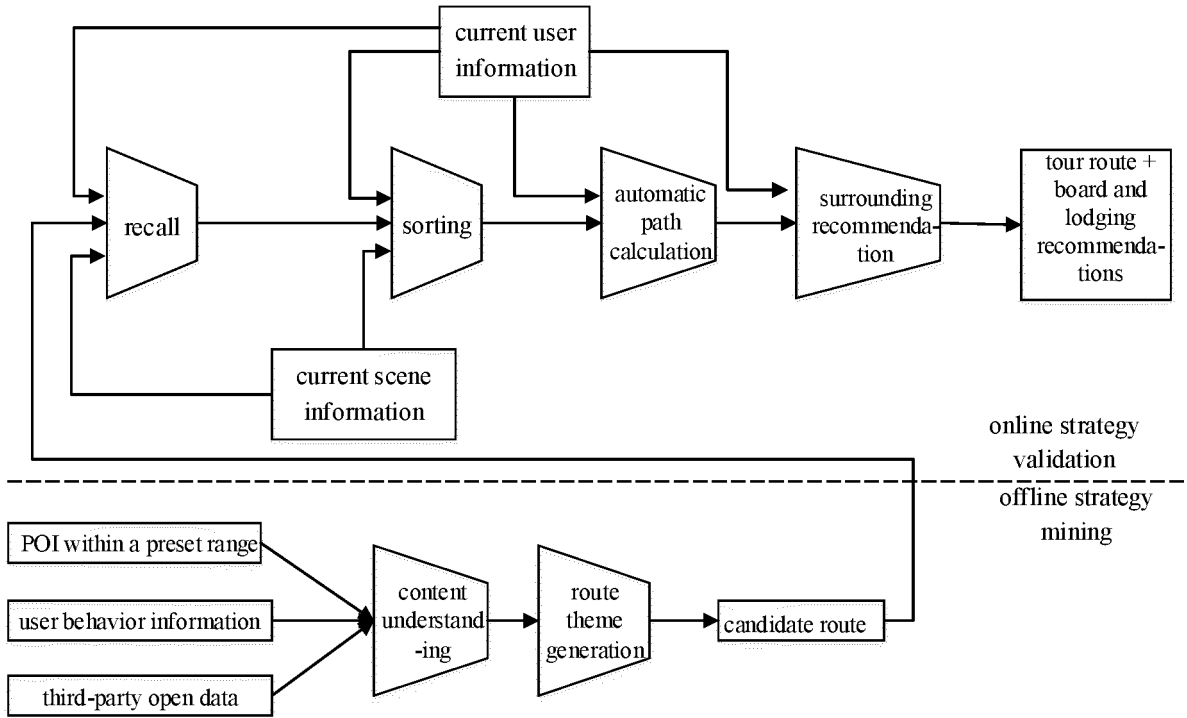 current user
information
recall
sorting
automatic
path
calculation
surrounding
recommenda-
tion
tour route +
board and
lodging
recommenda-
tions
current scene
information
online strategy
validation
offline strategy
mining
POI within a preset range
user behavior information
third-party open data
content
understand
-ing
route
theme
generation
candidate route